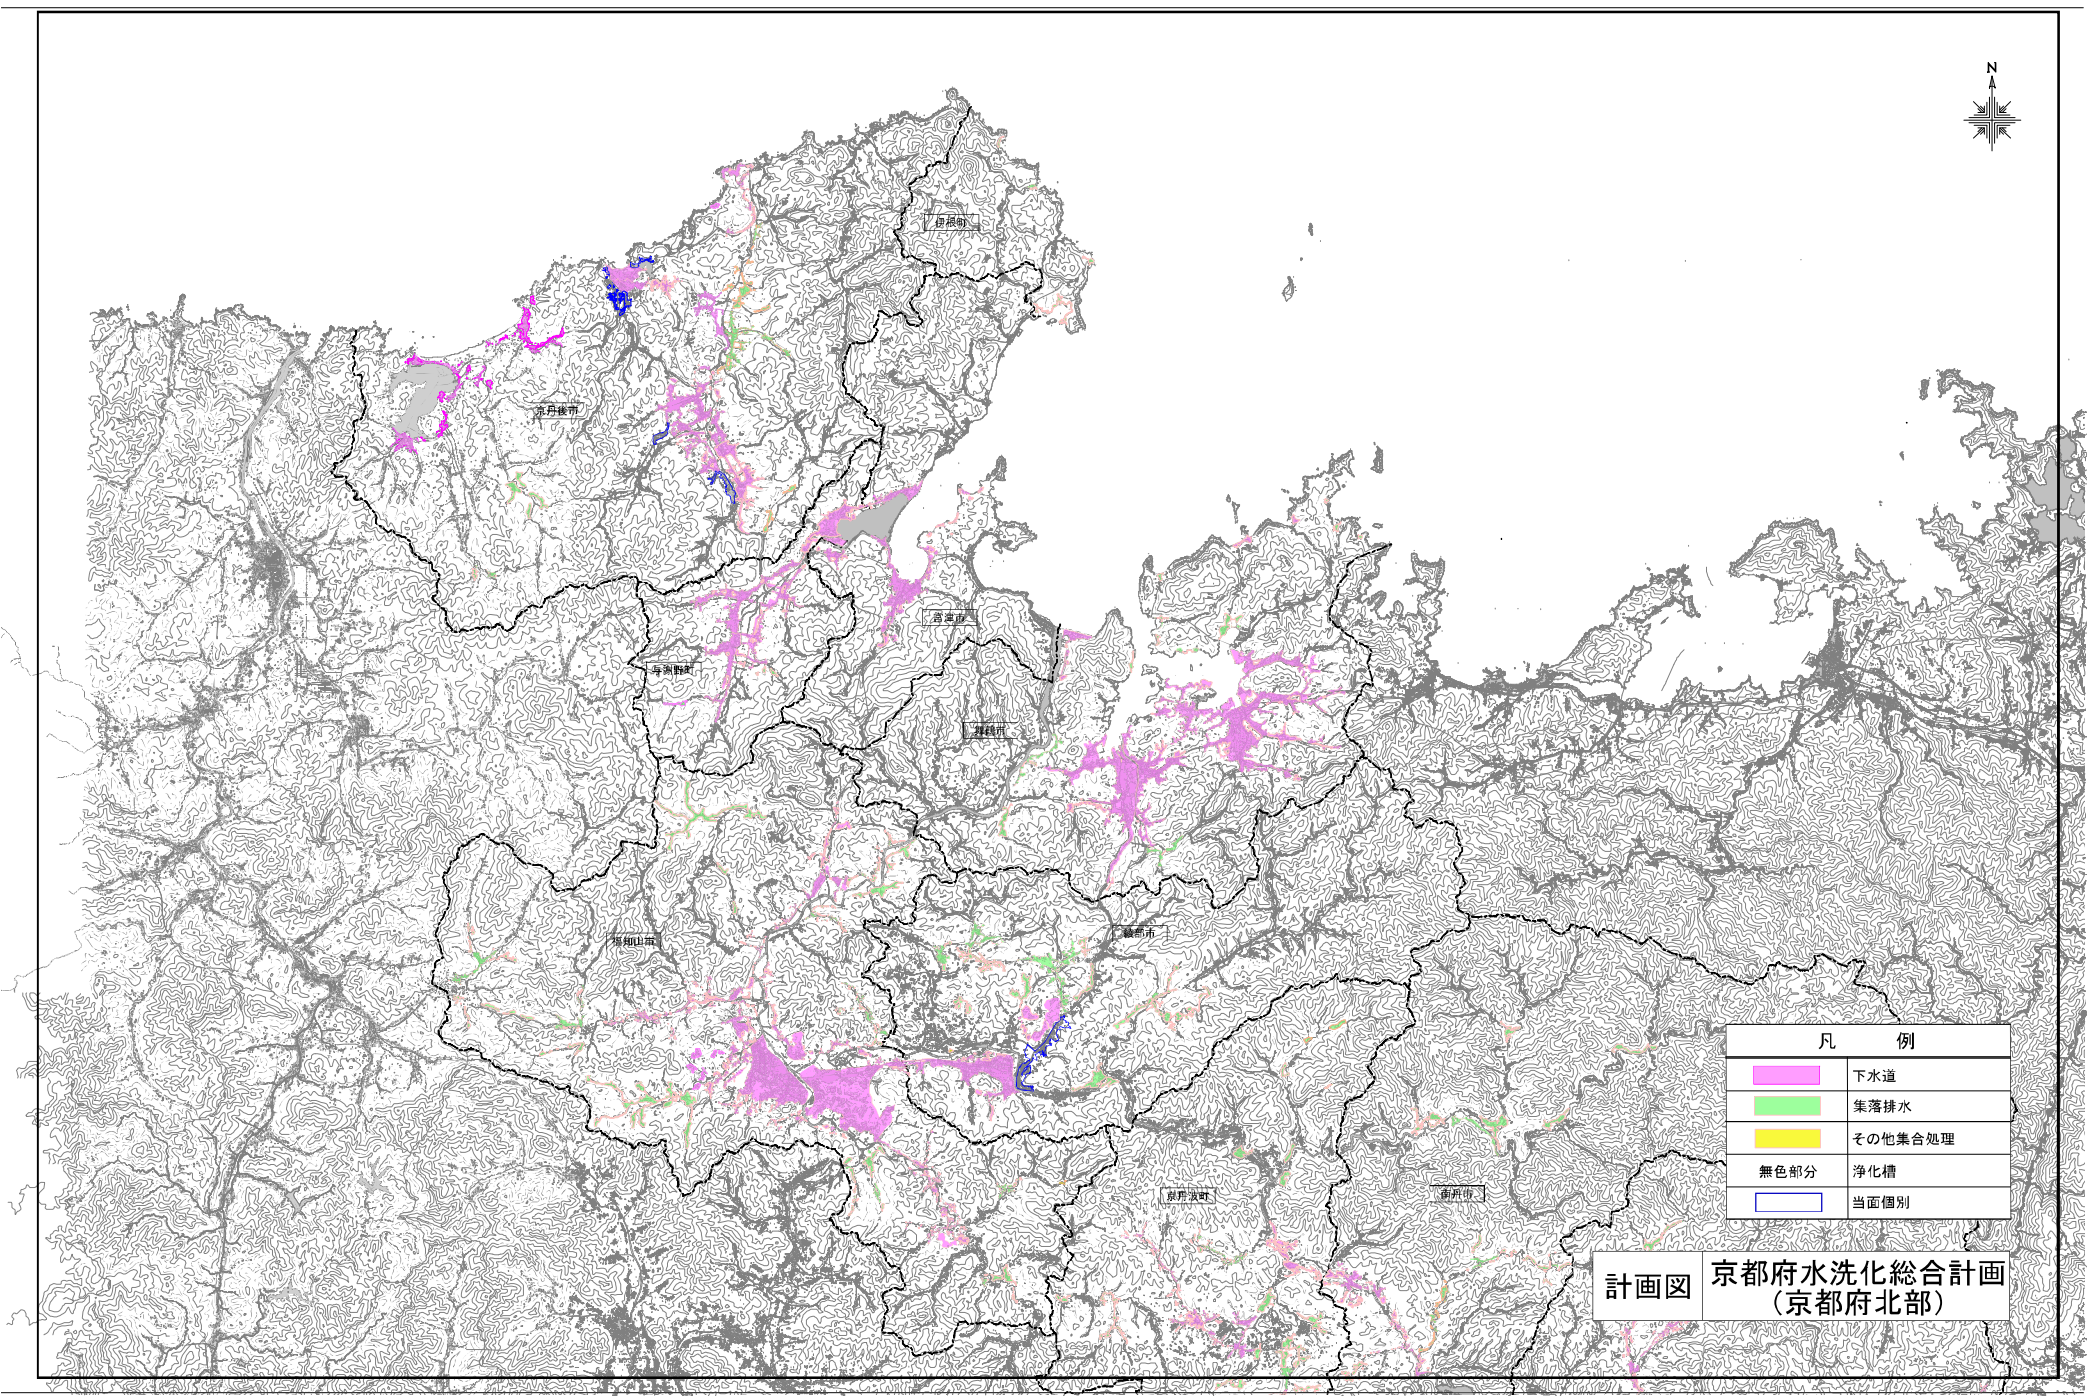 N
伊根町
京丹後市
宮津市
与謝野町
舞鶴市
福知山市
綾部市
京丹波町
南丹市
凡 例
下水道
集落排水
その他集合処理
無色部分 浄化槽
当面個別
計画図
京都府水洗化総合計画
（京都府北部）